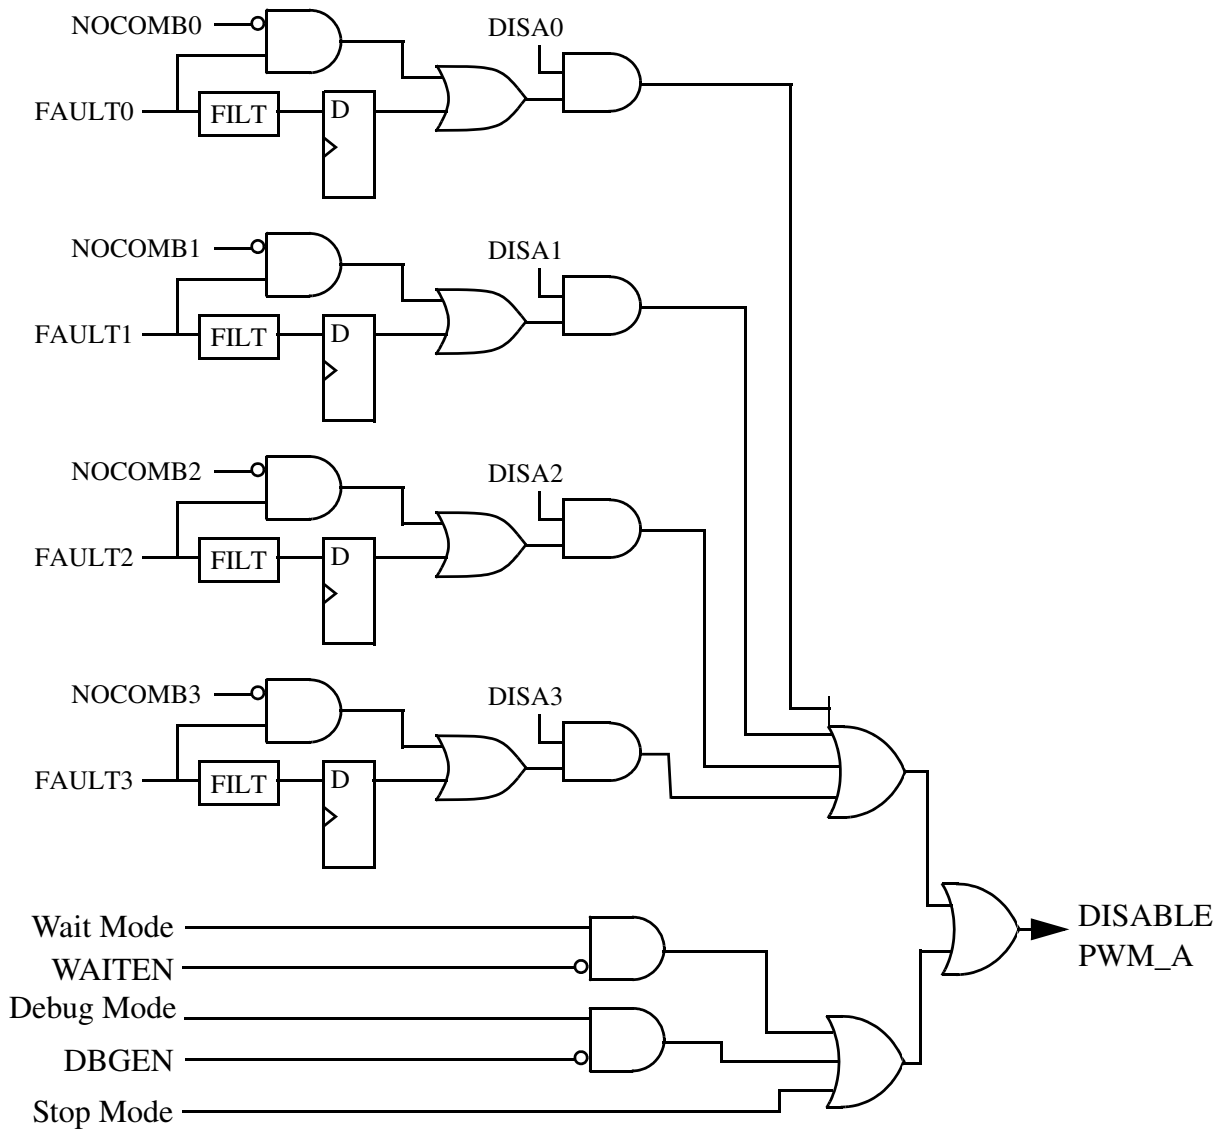 NOCOMB0
DISA0
FAULT0
FILT
D
NOCOMB1
DISA1
FAULT1
FILT
D
NOCOMB2
DISA2
FAULT2
FILT
D
NOCOMB3
DISA3
FAULT3
FILT
D
Wait Mode
WAITEN
Debug Mode
DBGEN
Stop Mode
DISABLE
PWM_A